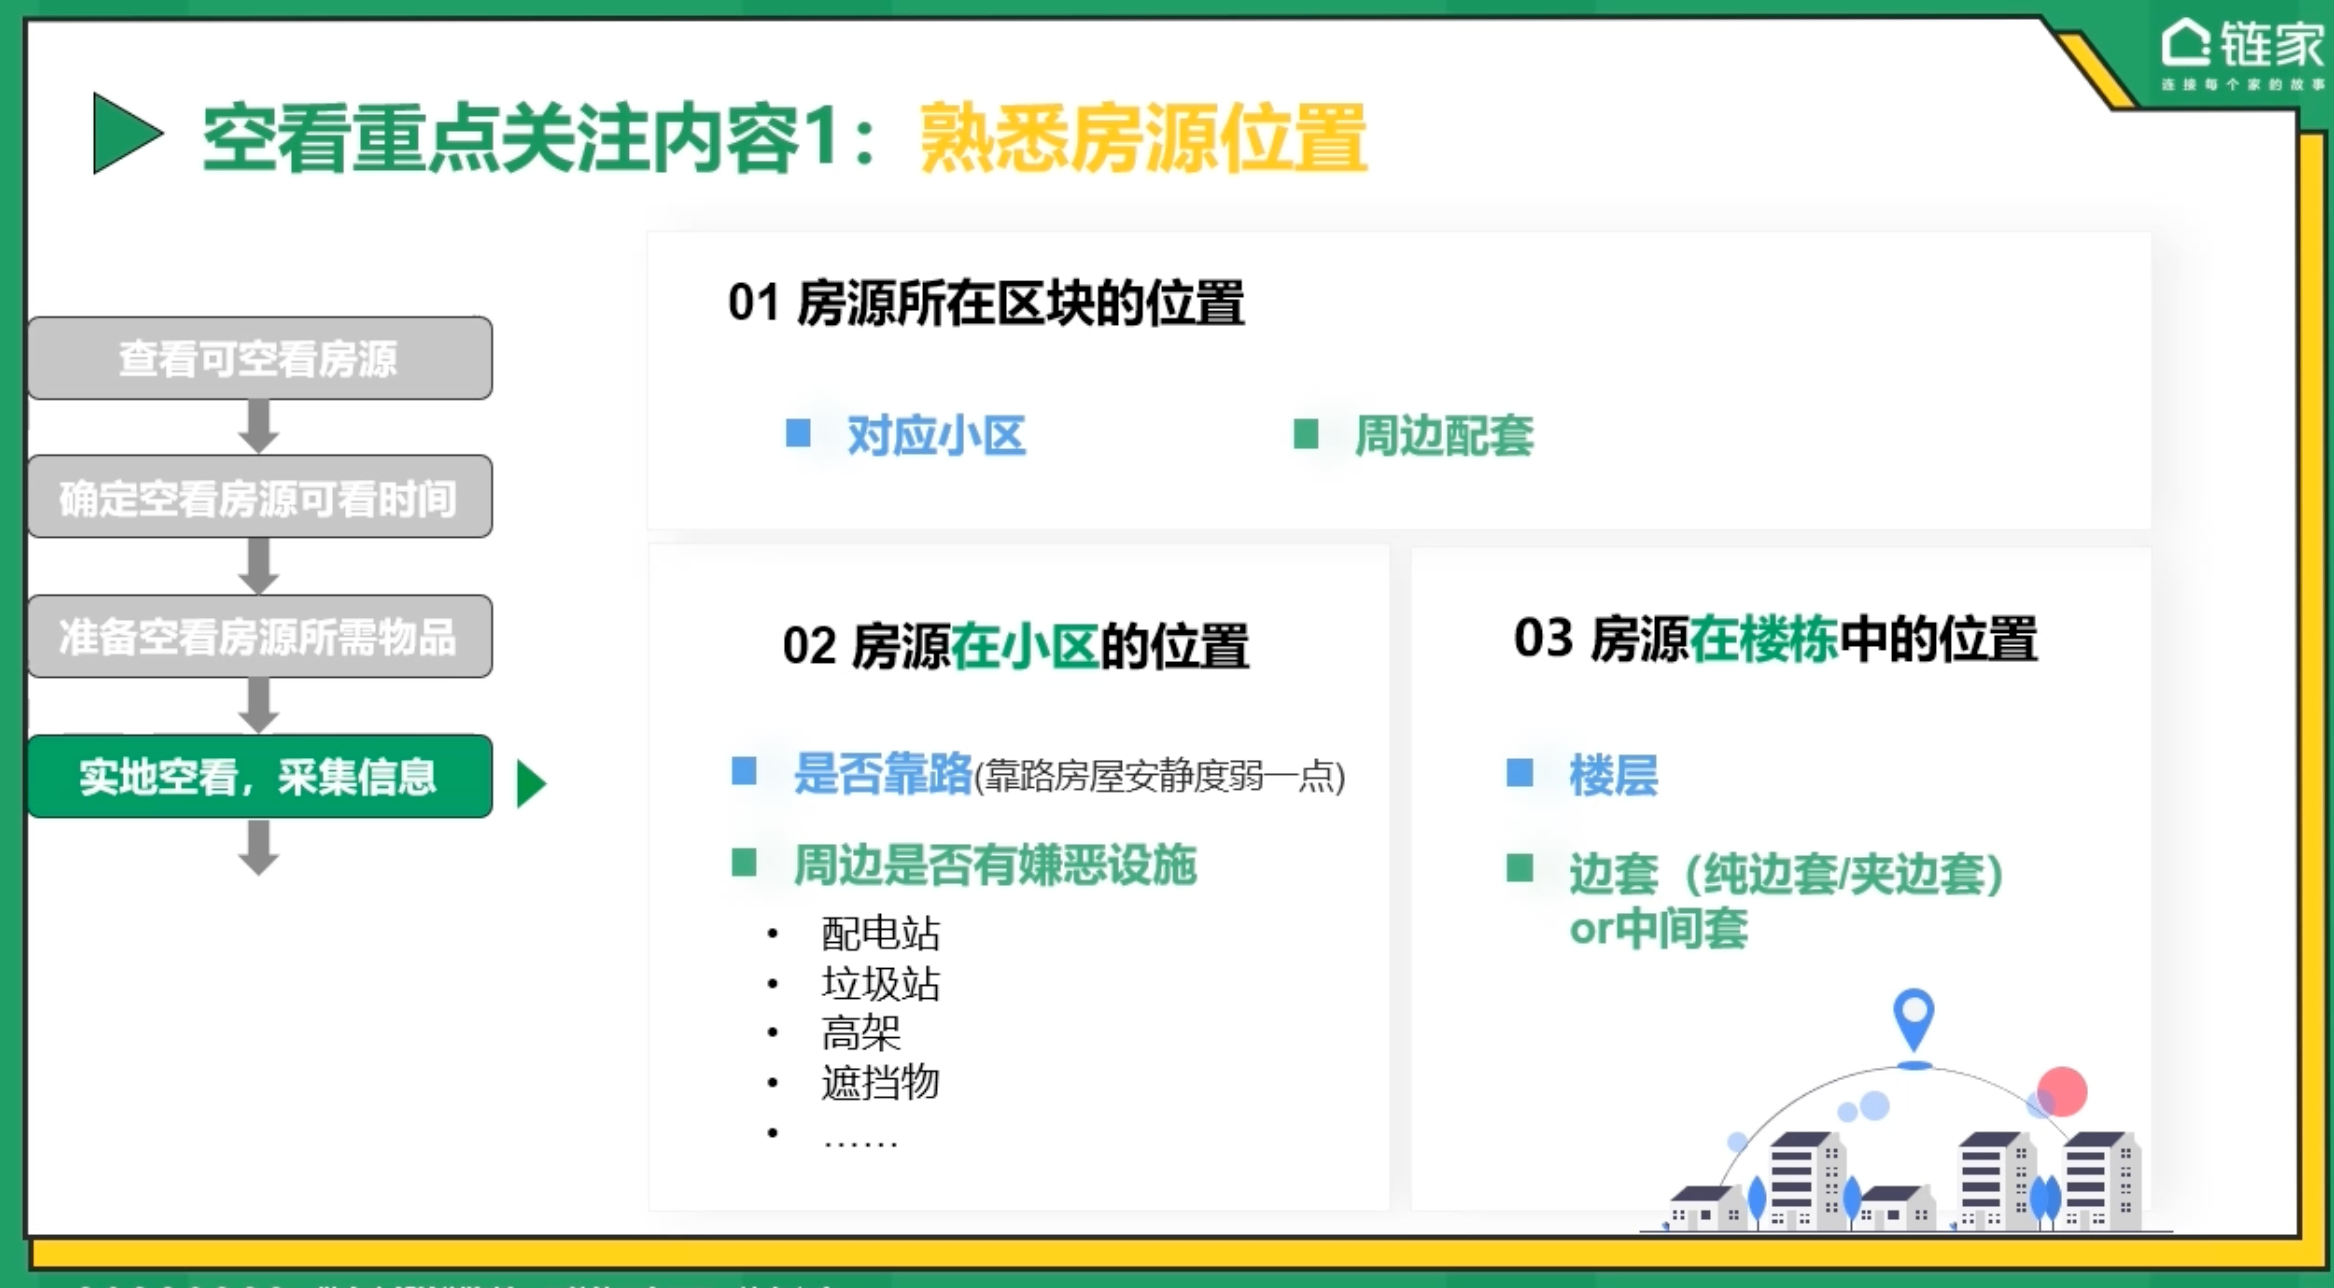 链家
连接每个家的故事
空看重点关注内容1：熟悉房源位置
查看可空看房源
确定空看房源可看时间
准备空看房源所需物品
实地空看，采集信息
01 房源所在区块的位置
■ 对应小区
■ 周边配套
02 房源在小区的位置
■ 是否靠路(靠路房屋安静度弱一点)
■ 周边是否有嫌恶设施
• 配电站
• 垃圾站
• 高架
• 遮挡物
• ……
03 房源在楼栋中的位置
■ 楼层
■ 边套（纯边套/夹边套）
or中间套